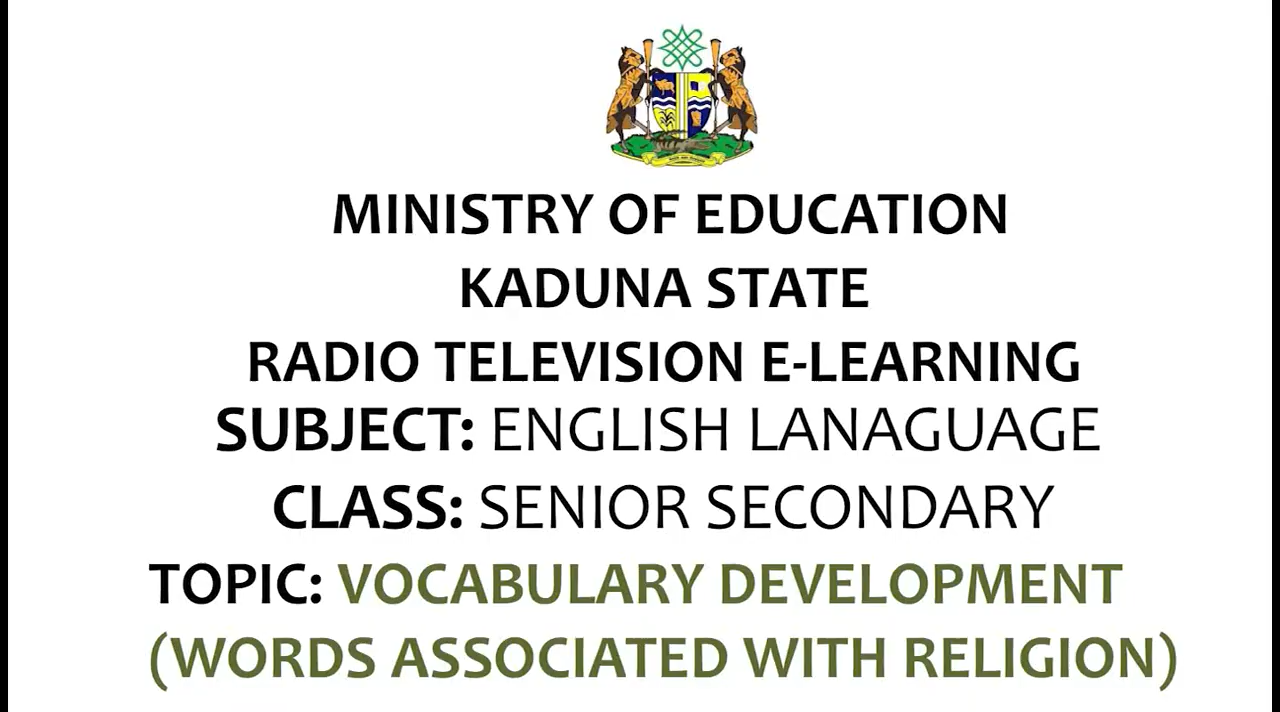 MINISTRY OF EDUCATION
KADUNA STATE
RADIO TELEVISION E-LEARNING
SUBJECT: ENGLISH LANAGUAGE
CLASS: SENIOR SECONDARY
TOPIC: VOCABULARY DEVELOPMENT
(WORDS ASSOCIATED WITH RELIGION)